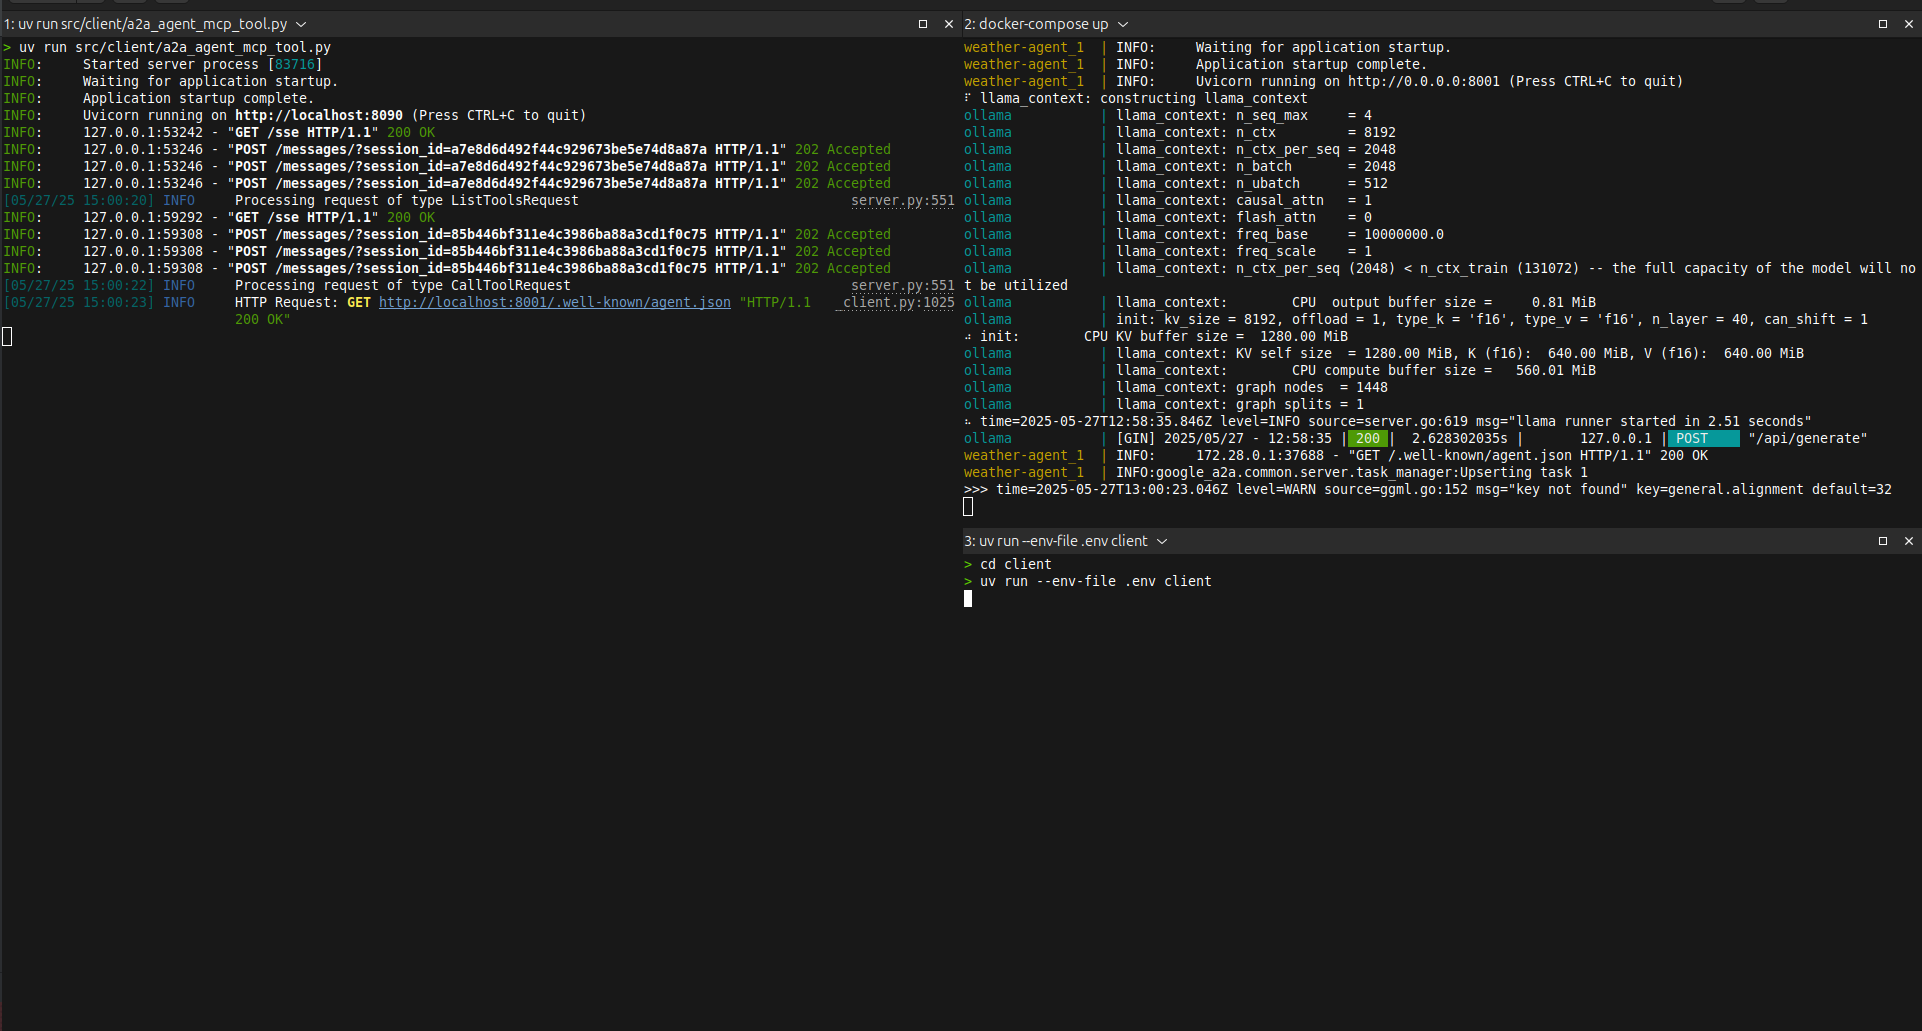 1: uv run src/client/a2a_agent_mcp_tool.py
> uv run src/client/a2a_agent_mcp_tool.py
INFO:     Started server process [83716]
INFO:     Waiting for application startup.
INFO:     Application startup complete.
INFO:     Uvicorn running on http://localhost:8090 (Press CTRL+C to quit)
INFO:     127.0.0.1:53242 - "GET /sse HTTP/1.1" 200 OK
INFO:     127.0.0.1:53246 - "POST /messages/?session_id=a7e8d6d492f44c929673be5e74d8a87a HTTP/1.1" 202 Accepted
INFO:     127.0.0.1:53246 - "POST /messages/?session_id=a7e8d6d492f44c929673be5e74d8a87a HTTP/1.1" 202 Accepted
INFO:     127.0.0.1:53246 - "POST /messages/?session_id=a7e8d6d492f44c929673be5e74d8a87a HTTP/1.1" 202 Accepted
[05/27/25 15:00:20] INFO     Processing request of type ListToolsRequest     server.py:551
INFO:     127.0.0.1:59292 - "GET /sse HTTP/1.1" 200 OK
INFO:     127.0.0.1:59308 - "POST /messages/?session_id=85b446bf311e4c3986ba88a3cd1f0c75 HTTP/1.1" 202 Accepted
INFO:     127.0.0.1:59308 - "POST /messages/?session_id=85b446bf311e4c3986ba88a3cd1f0c75 HTTP/1.1" 202 Accepted
INFO:     127.0.0.1:59308 - "POST /messages/?session_id=85b446bf311e4c3986ba88a3cd1f0c75 HTTP/1.1" 202 Accepted
[05/27/25 15:00:22] INFO     Processing request of type CallToolRequest     server.py:551
[05/27/25 15:00:23] INFO     HTTP Request: GET http://localhost:8001/.well-known/agent.json "HTTP/1.1     _client.py:1025
200 OK"
2: docker-compose up
weather-agent_1  | INFO:     Waiting for application startup.
weather-agent_1  | INFO:     Application startup complete.
weather-agent_1  | INFO:     Uvicorn running on http://0.0.0.0:8001 (Press CTRL+C to quit)
⠏ llama_context: constructing llama_context
ollama           | llama_context: n_seq_max     = 4
ollama           | llama_context: n_ctx         = 8192
ollama           | llama_context: n_ctx_per_seq = 2048
ollama           | llama_context: n_batch       = 2048
ollama           | llama_context: n_ubatch      = 512
ollama           | llama_context: causal_attn   = 1
ollama           | llama_context: flash_attn    = 0
ollama           | llama_context: freq_base     = 10000000.0
ollama           | llama_context: freq_scale    = 1
ollama           | llama_context: n_ctx_per_seq (2048) < n_ctx_train (131072) -- the full capacity of the model will no
t be utilized
ollama           | llama_context:        CPU  output buffer size =     0.81 MiB
ollama           | init: kv_size = 8192, offload = 1, type_k = 'f16', type_v = 'f16', n_layer = 40, can_shift = 1
⠴ init:        CPU KV buffer size =  1280.00 MiB
ollama           | llama_context: KV self size  = 1280.00 MiB, K (f16):  640.00 MiB, V (f16):  640.00 MiB
ollama           | llama_context:        CPU compute buffer size =   560.01 MiB
ollama           | llama_context: graph nodes  = 1448
ollama           | llama_context: graph splits = 1
⠦ time=2025-05-27T12:58:35.846Z level=INFO source=server.go:619 msg="llama runner started in 2.51 seconds"
ollama           | [GIN] 2025/05/27 - 12:58:35 | 200 |  2.628302035s |       127.0.0.1 | POST     "/api/generate"
weather-agent_1  | INFO:     172.28.0.1:37688 - "GET /.well-known/agent.json HTTP/1.1" 200 OK
weather-agent_1  | INFO:google_a2a.common.server.task_manager:Upserting task 1
>>> time=2025-05-27T13:00:23.046Z level=WARN source=ggml.go:152 msg="key not found" key=general.alignment default=32
3: uv run --env-file .env client
> cd client
> uv run --env-file .env client